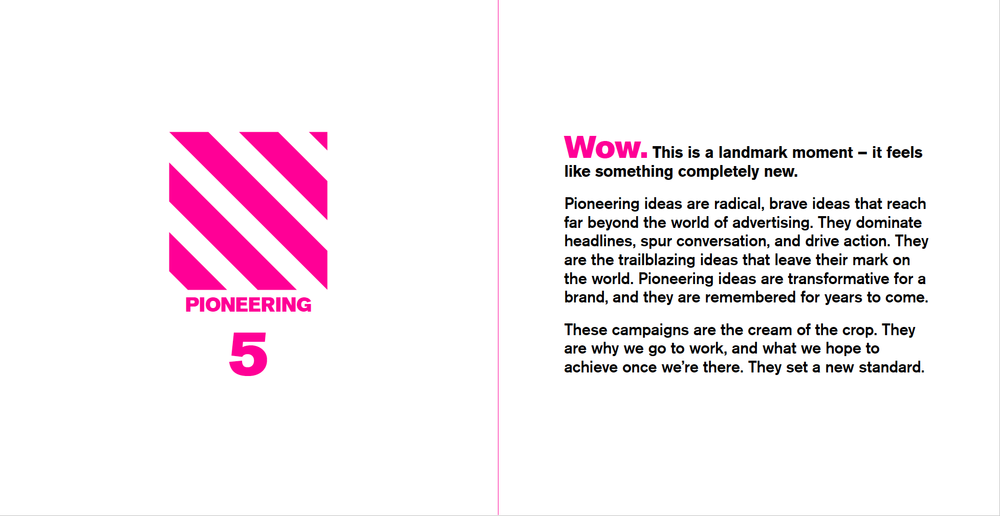 PIONEERING
5
Wow. This is a landmark moment – it feels
like something completely new.
Pioneering ideas are radical, brave ideas that reach
far beyond the world of advertising. They dominate
headlines, spur conversation, and drive action. They
are the trailblazing ideas that leave their mark on
the world. Pioneering ideas are transformative for a
brand, and they are remembered for years to come.
These campaigns are the cream of the crop. They
are why we go to work, and what we hope to
achieve once we’re there. They set a new standard.